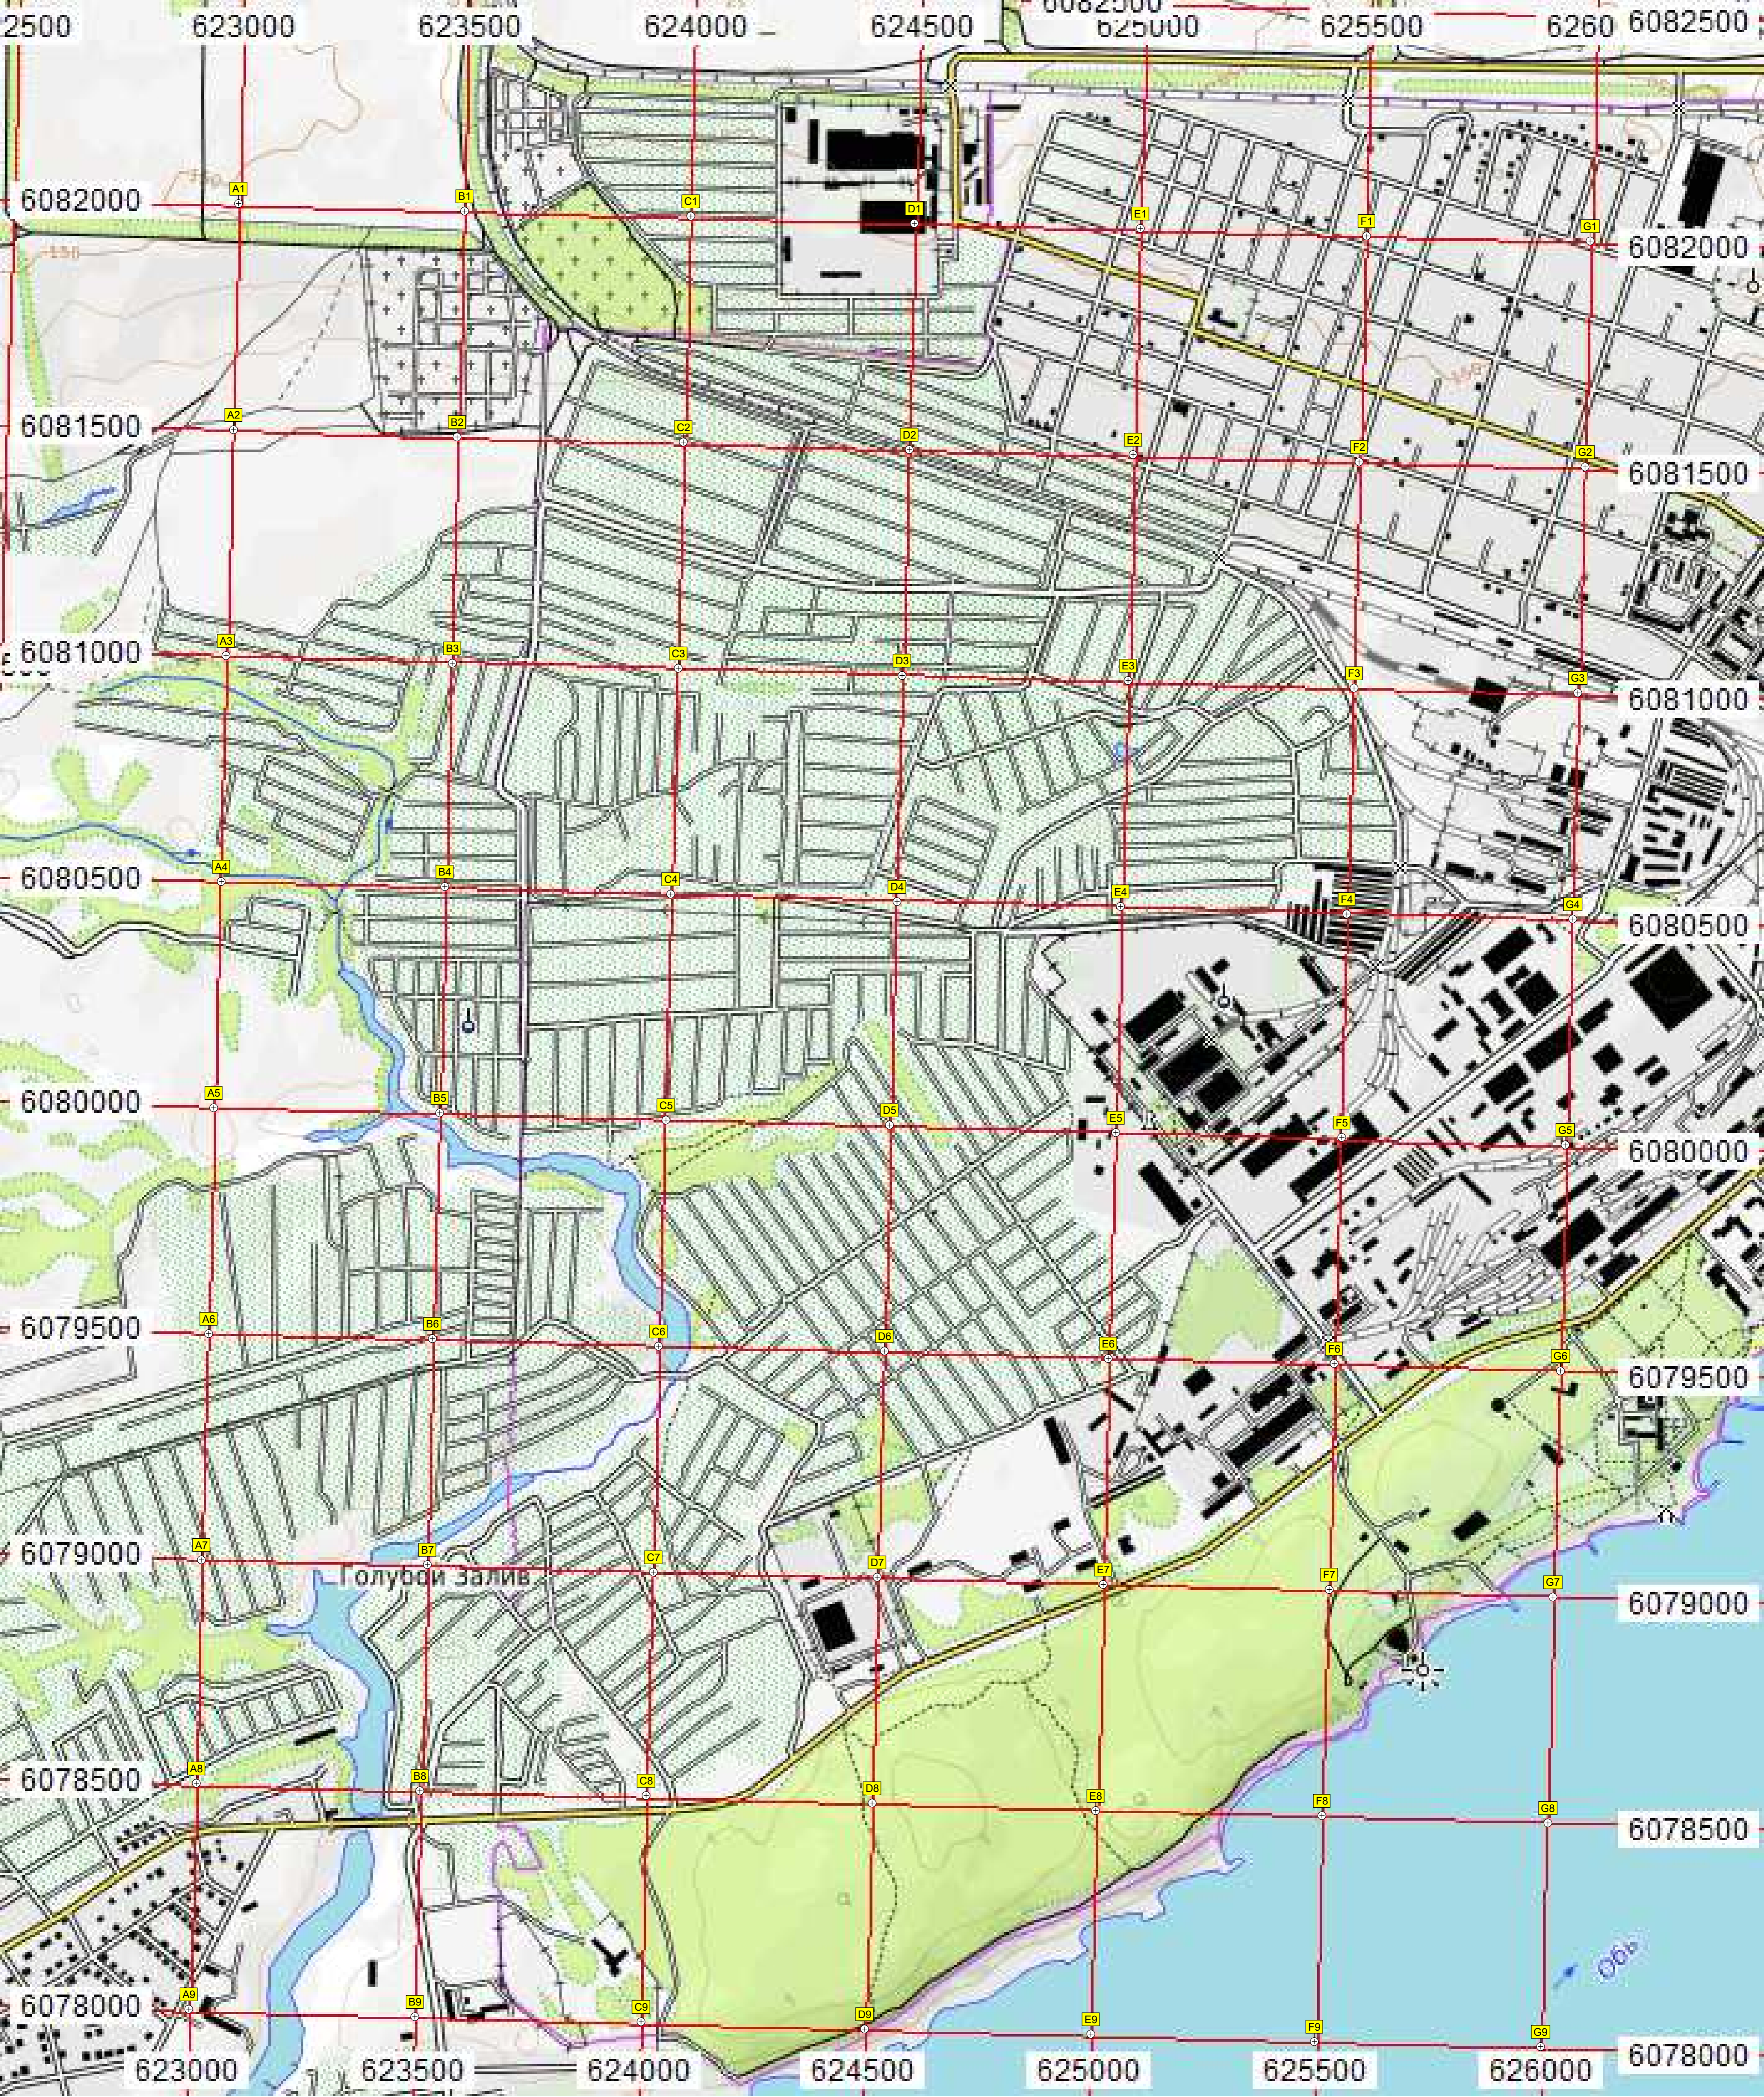 6082500
2500 623000 623500 624000 624500 625000 625500 6260 6082500
A1
6082000 B1 C1 D1 E1 F1 G1
150
6082000
150
150
A2
6081500 B2 C2 D2 E2 F2 G2
6081500
A3
6081000 B3 C3 D3 E3 F3 G3
6081000
A4
6080500 B4 C4 D4 E4 F4 G4
6080500
A5
6080000 B5 C5 D5 E5 F5 G5
6080000
A6
6079500 B6 C6 D6 E6 F6 G6
6079500
A7
6079000 B7 C7 D7 E7 F7 G7
Голубой Залив
6079000
A8
6078500 B8 C8 D8 E8 F8 G8
6078500
Обь
A9
6078000 B9 C9 D9 E9 F9 G9
6078000
623000 623500 624000 624500 625000 625500 626000